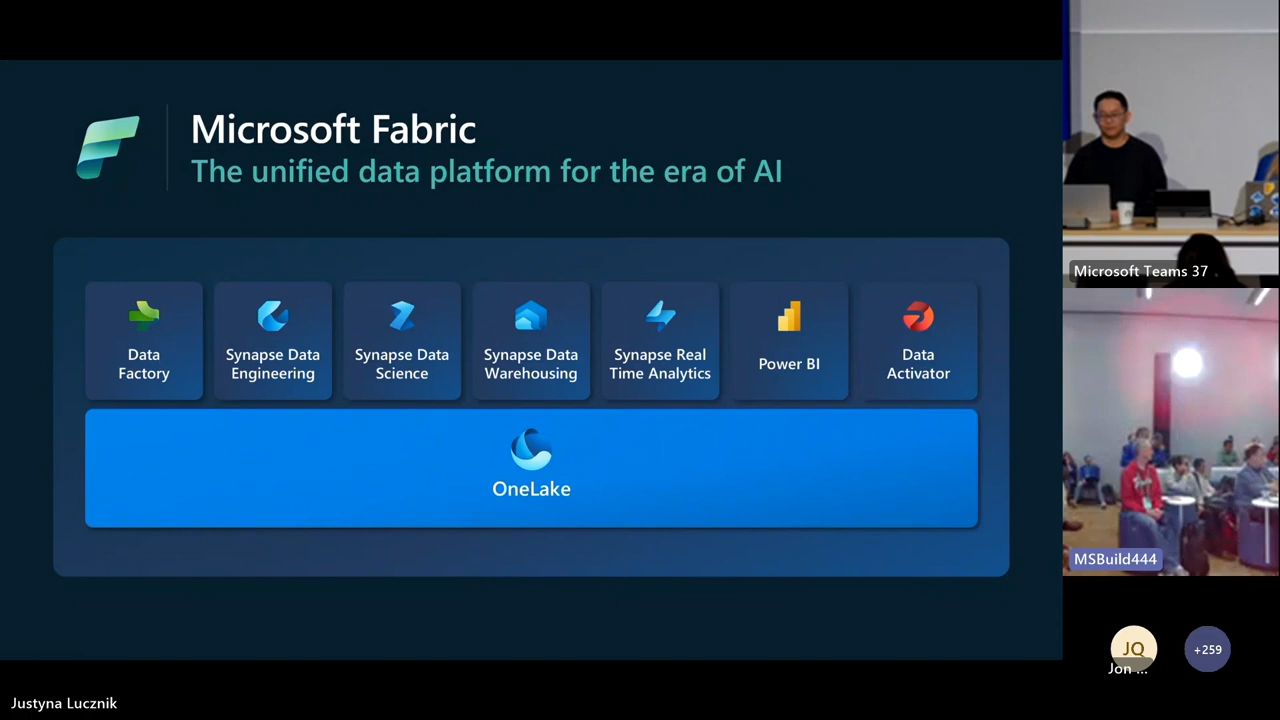 Microsoft Fabric
The unified data platform for the era of AI
Data
Factory
Synapse Data
Engineering
Synapse Data
Science
Synapse Data
Warehousing
Synapse Real
Time Analytics
Power BI
Data
Activator
OneLake
Microsoft Teams 37
MSBuild444
JQ
Jon ...
+259
Justyna Lucznik